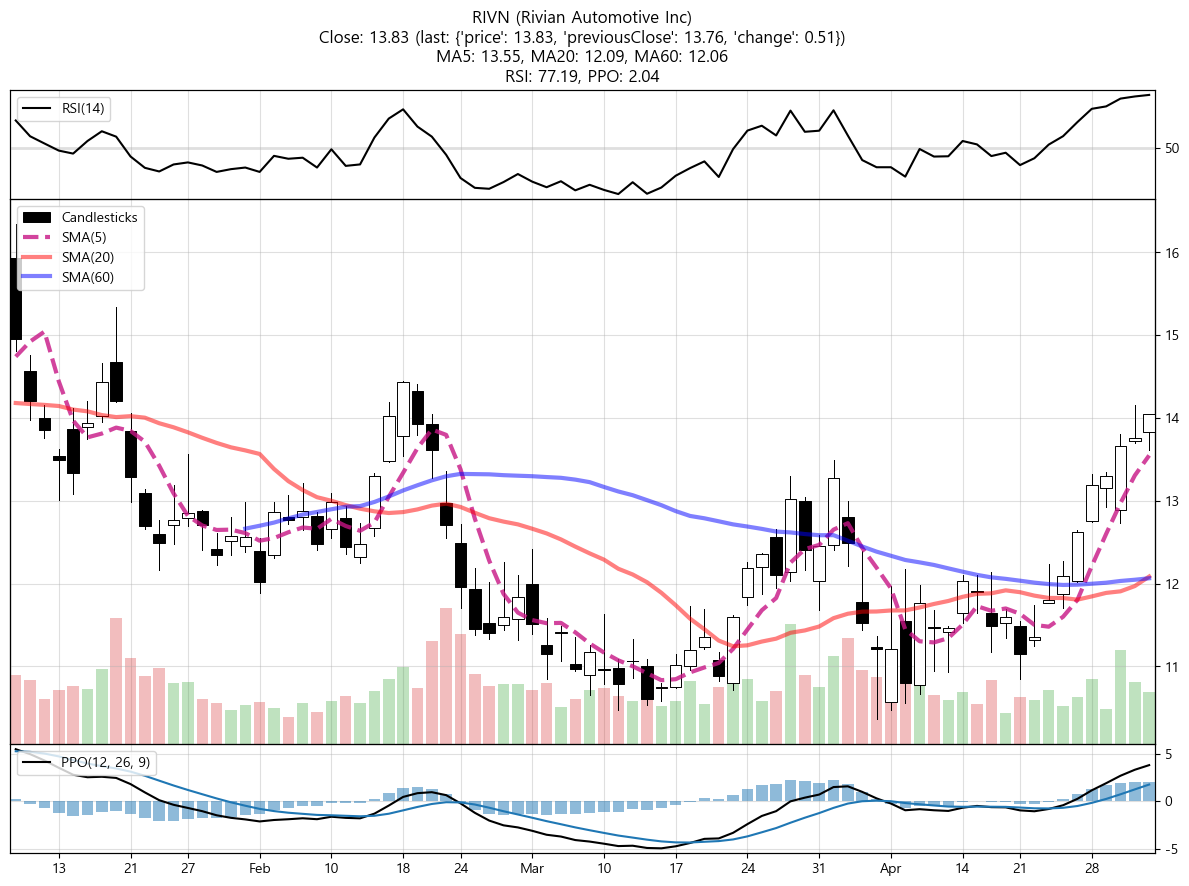 RIVN (Rivian Automotive Inc)
Close: 13.83 (last: {'price': 13.83, 'previousClose': 13.76, 'change': 0.51})
MA5: 13.55, MA20: 12.09, MA60: 12.06
RSI: 77.19, PPO: 2.04
RSI(14)
50
Candlesticks
SMA(5)
SMA(20)
SMA(60)
16
15
14
13
12
11
PPO(12, 26, 9)
5
0
-5
13 21 27 Feb 10 18 24 Mar 10 17 24 31 Apr 14 21 28